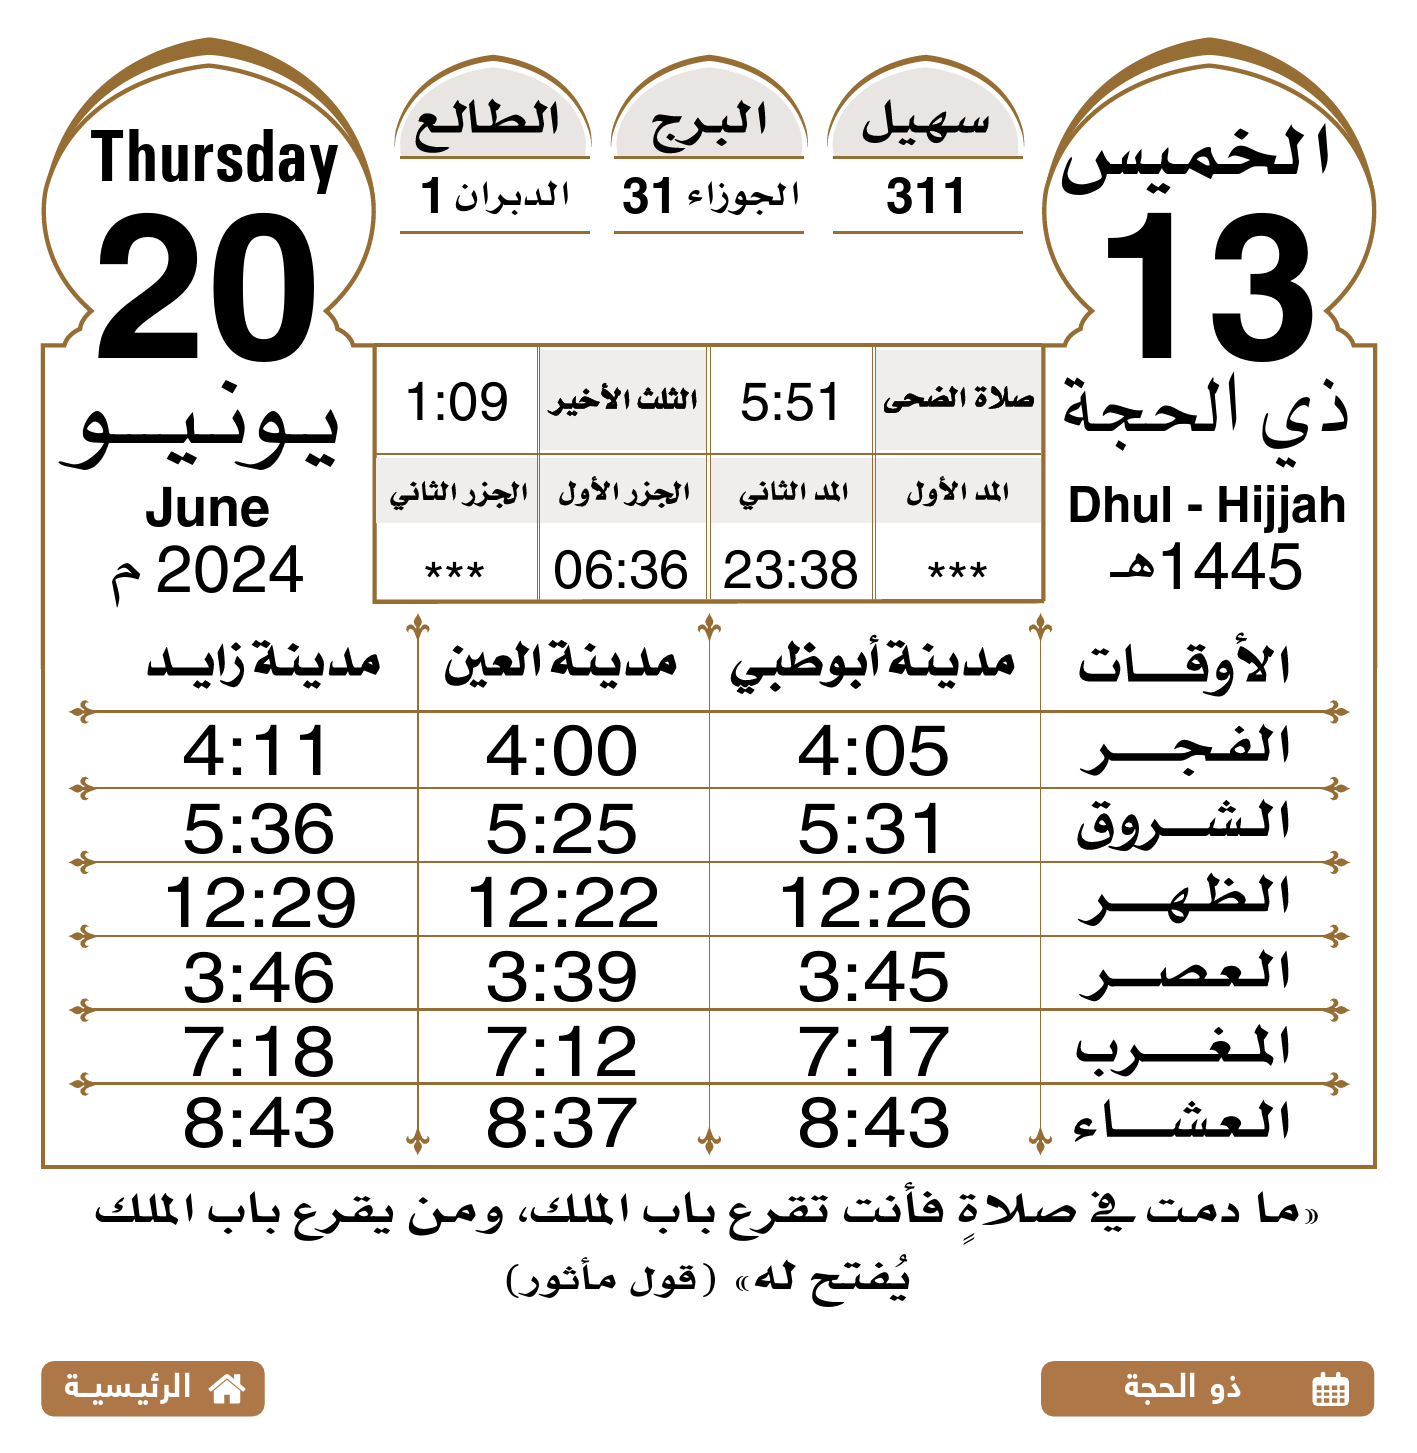 الخميس
13
ذي الحجة
Dhul - Hijjah
1445هـ
سهيل
311
البرج
الجوزاء 31
الطالع
الدبران 1
Thursday
20
يونيو
June
2024 م
صلاة الضحى 5:51 الثلث الأخير 1:09
المد الأول المد الثاني الجزر الأول الجزر الثاني
*** 23:38 06:36 ***
الأوقات مدينة أبوظبي مدينة العين مدينة زايد
الفجر 4:05 4:00 4:11
الشروق 5:31 5:25 5:36
الظهر 12:26 12:22 12:29
العصر 3:45 3:39 3:46
المغرب 7:17 7:12 7:18
العشاء 8:43 8:37 8:43
«ما دمت في صلاةٍ فأنت تقرع باب الملك، ومن يقرع باب الملك
يُفتح له» (قول مأثور)
ذو الحجة
الرئيسية